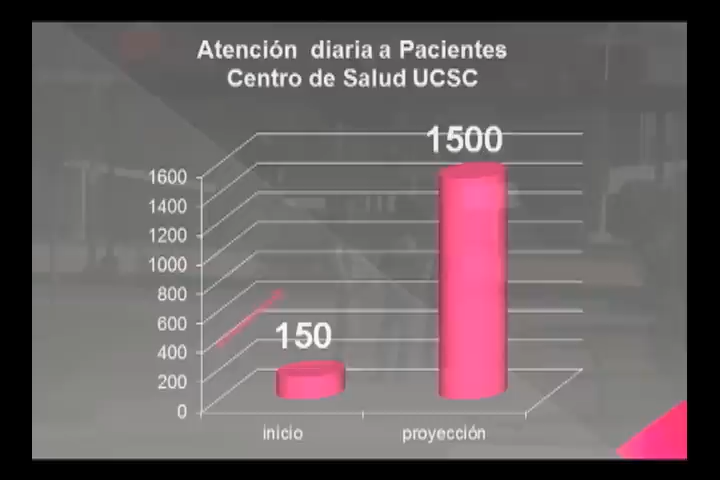 Atención diaria a Pacientes
Centro de Salud UCSC
1500
1600
1400
1200
1000
800
600
150
400
200
0
inicio
proyección